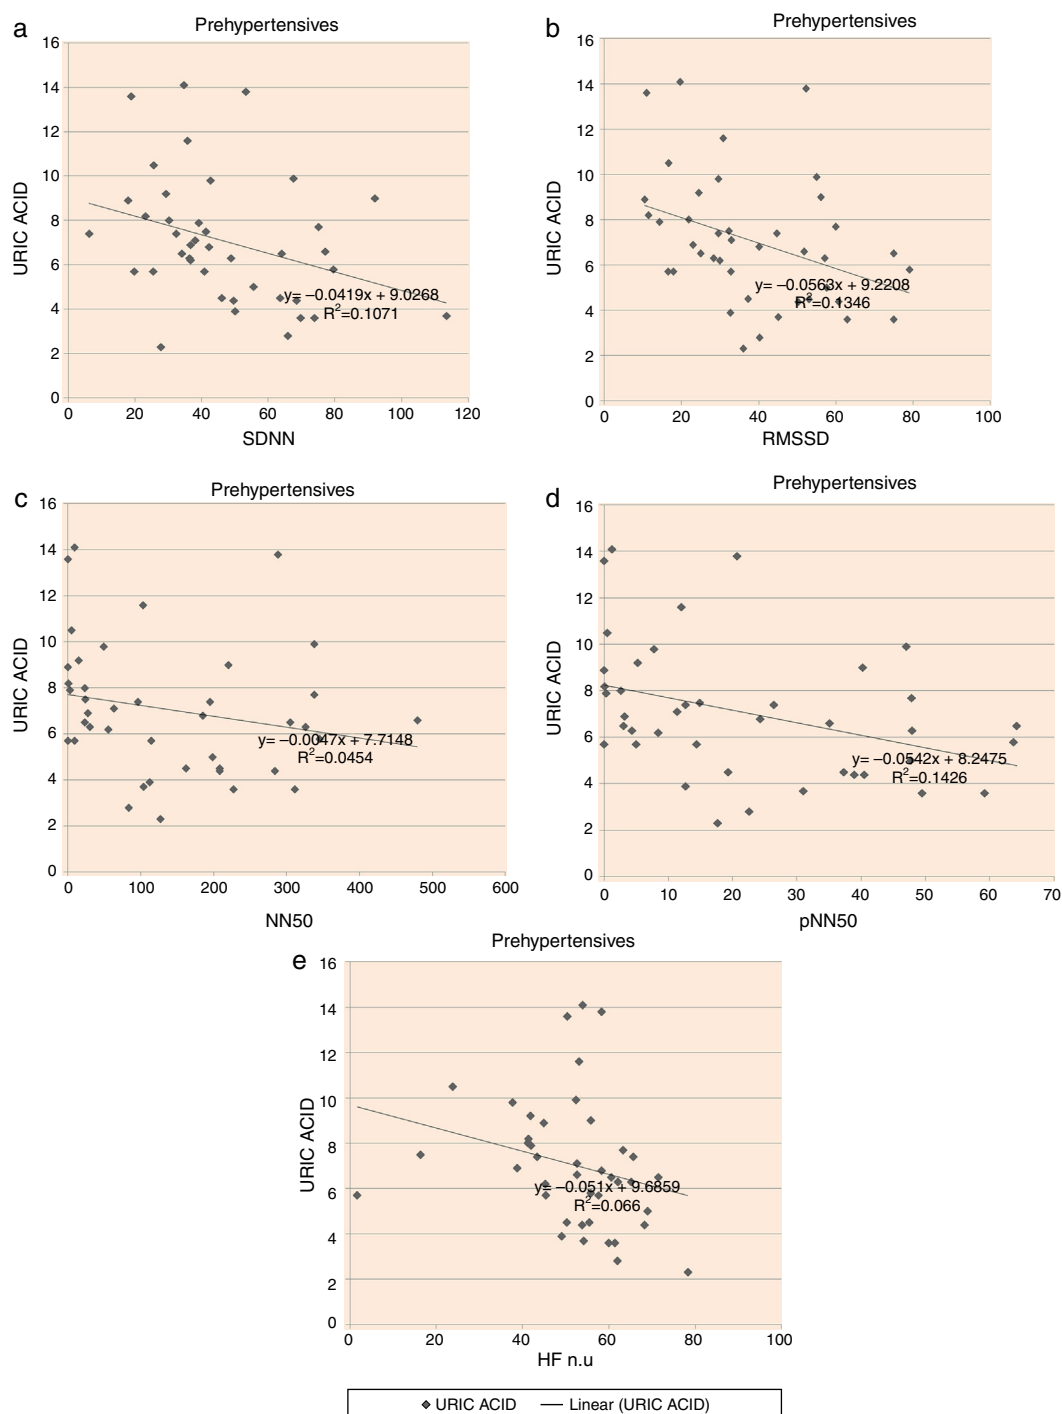 a
Prehypertensives
16
14
12
10
8
6
4
2
0
URIC ACID
y= −0.0419x + 9.0268
R²=0.1071
0 20 40 60 80 100 120
SDNN
b
Prehypertensives
16
14
12
10
8
6
4
2
0
URIC ACID
y= −0.0563x + 9.2208
R²=0.1346
0 20 40 60 80 100
RMSSD
c
Prehypertensives
16
14
12
10
8
6
4
2
0
URIC ACID
y= −0.0047x + 7.7148
R²=0.0454
0 100 200 300 400 500 600
NN50
d
Prehypertensives
16
14
12
10
8
6
4
2
0
URIC ACID
y= −0.0542x + 8.2475
R²=0.1426
0 10 20 30 40 50 60 70
pNN50
e
Prehypertensives
16
14
12
10
8
6
4
2
0
URIC ACID
y= −0.051x + 9.6859
R²=0.066
0 20 40 60 80 100
HF n.u
URIC ACID Linear (URIC ACID)